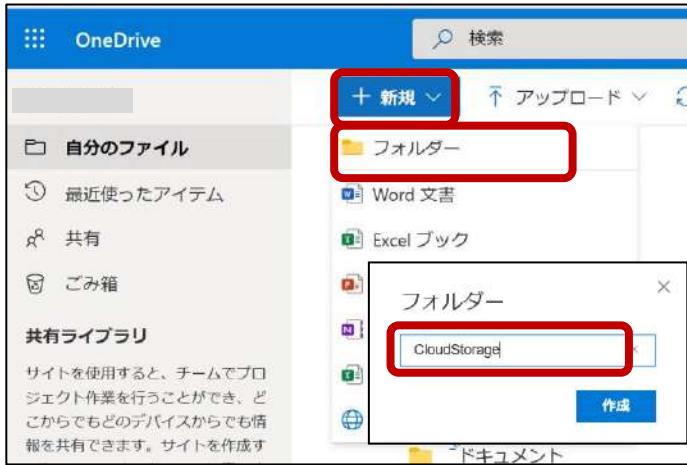 OneDrive
検索
+ 新規
アップロード
自分のファイル
フォルダー
最近使ったアイテム
Word 文書
共有
Excel ブック
ごみ箱
フォルダー
共有ライブラリ
CloudStorage
サイトを使用すると、チームでプロ
ジェクト作業を行うことができ、ど
こからでもどのデバイスからでも情
報を共有できます。サイトを作成す
作成
ドキュメント